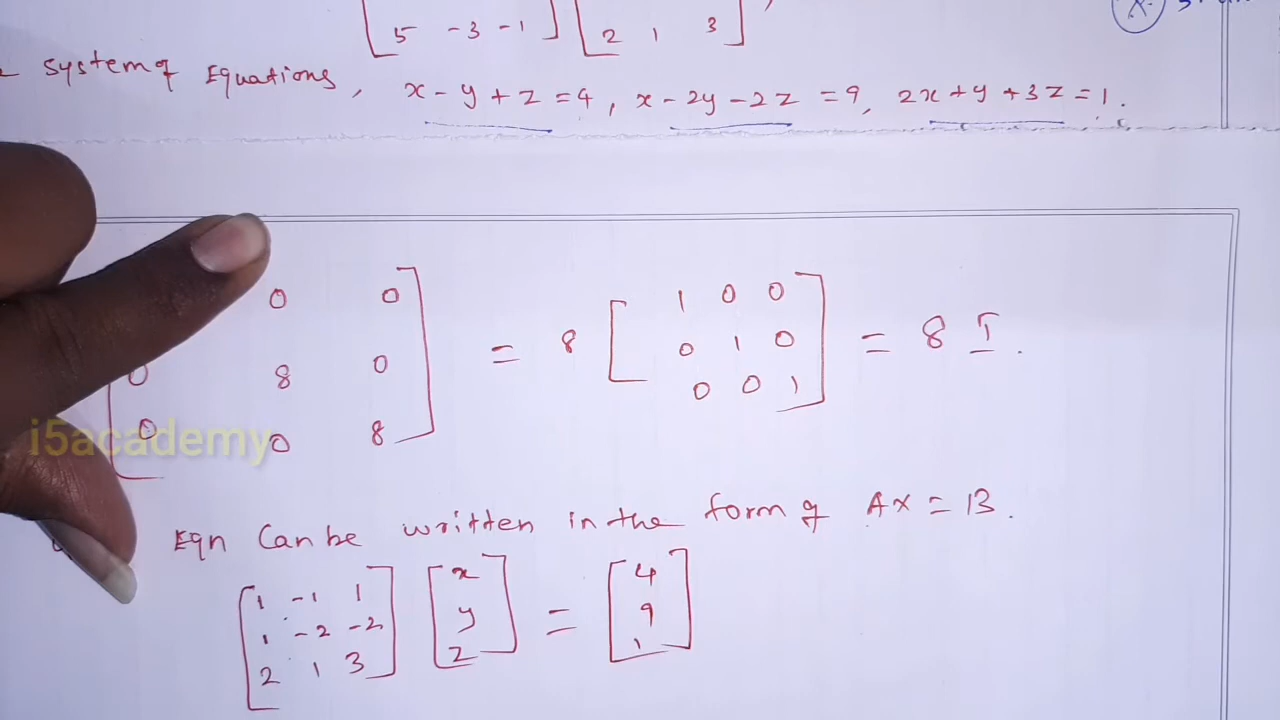 5 -3 -1 2 1 3
system of Equations, x - y + z = 4, x - 2y - 2z = 9, 2x + y + 3z = 1.
0 0 1 0 0
0 8 0 = 8 0 1 0 = 8 I.
0 0 8 0 0 1
i5academy
Eqn Can be written in the form of AX = B.
1 -1 1 x 4
1 -2 -2 y = 9
2 1 3 z 1